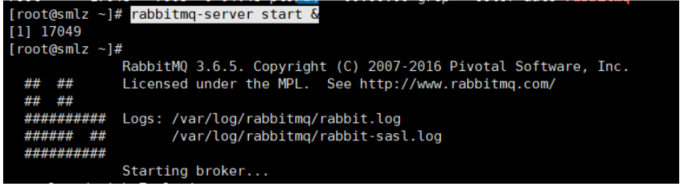 [root@smlz ~]# rabbitmq-server start &
[1] 17049
[root@smlz ~]#
RabbitMQ 3.6.5. Copyright (C) 2007-2016 Pivotal Software, Inc.
## ## Licensed under the MPL. See http://www.rabbitmq.com/
## ##
########## Logs: /var/log/rabbitmq/rabbit.log
###### ## /var/log/rabbitmq/rabbit-sasl.log
##########
Starting broker...